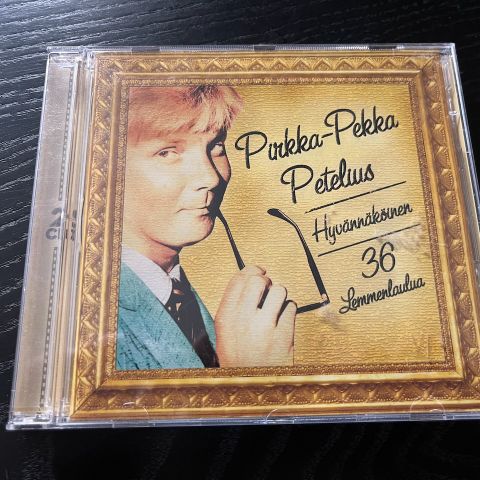 Pirkka-Pekka
Petelius
Hyvännäköinen
36
Lemmenlaulua